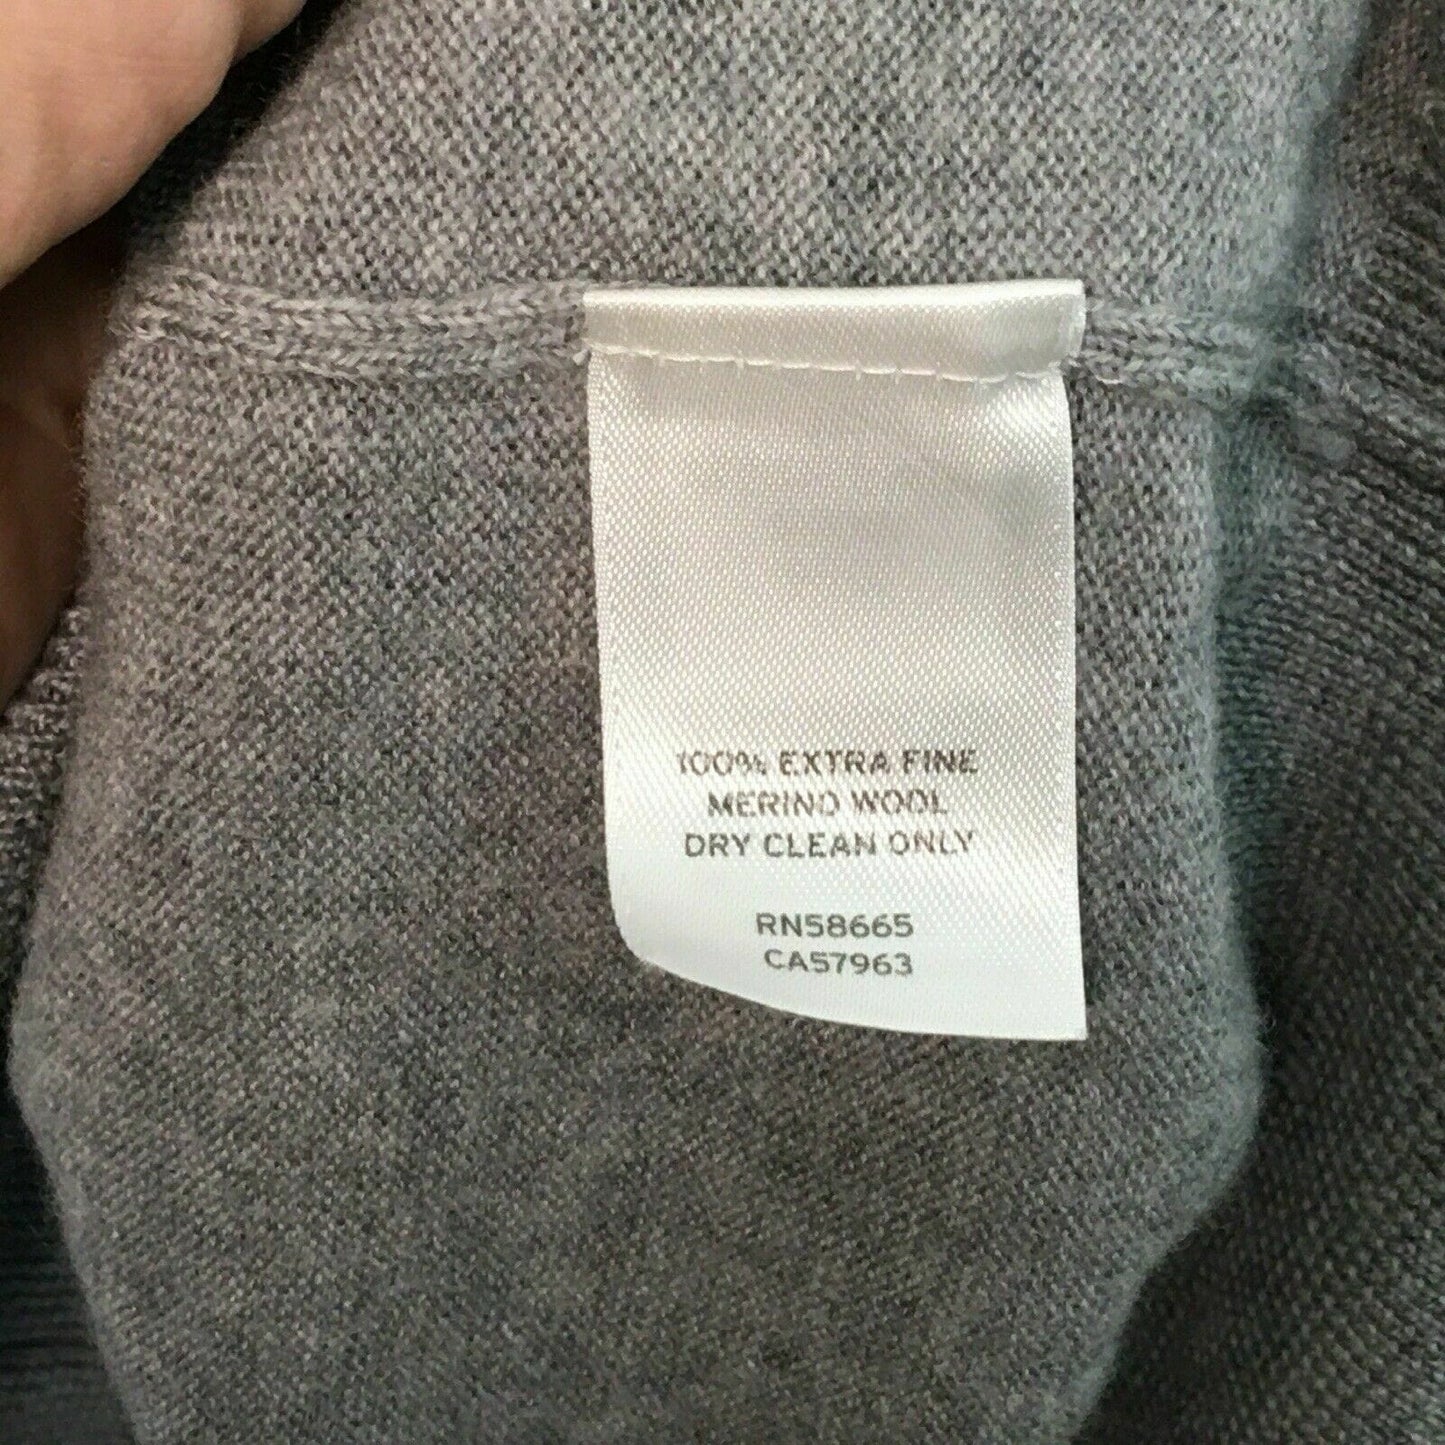 100% EXTRA FINE
MERINO WOOL
DRY CLEAN ONLY
RN58665
CA57963